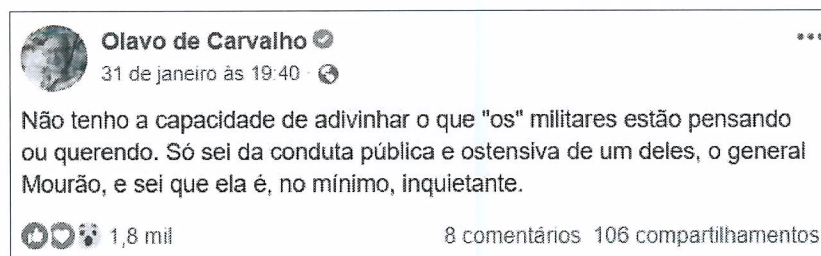 Olavo de Carvalho
31 de janeiro às 19:40
Não tenho a capacidade de adivinhar o que "os" militares estão pensando
ou querendo. Só sei da conduta pública e ostensiva de um deles, o general
Mourão, e sei que ela é, no mínimo, inquietante.
1,8 mil
8 comentários 106 compartilhamentos